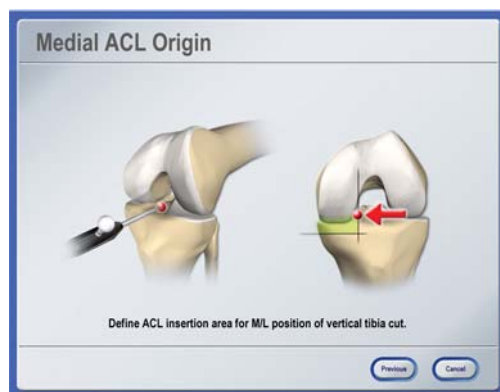 Medial ACL Origin
Define ACL insertion area for M/L position of vertical tibia cut.
Previous
Cancel